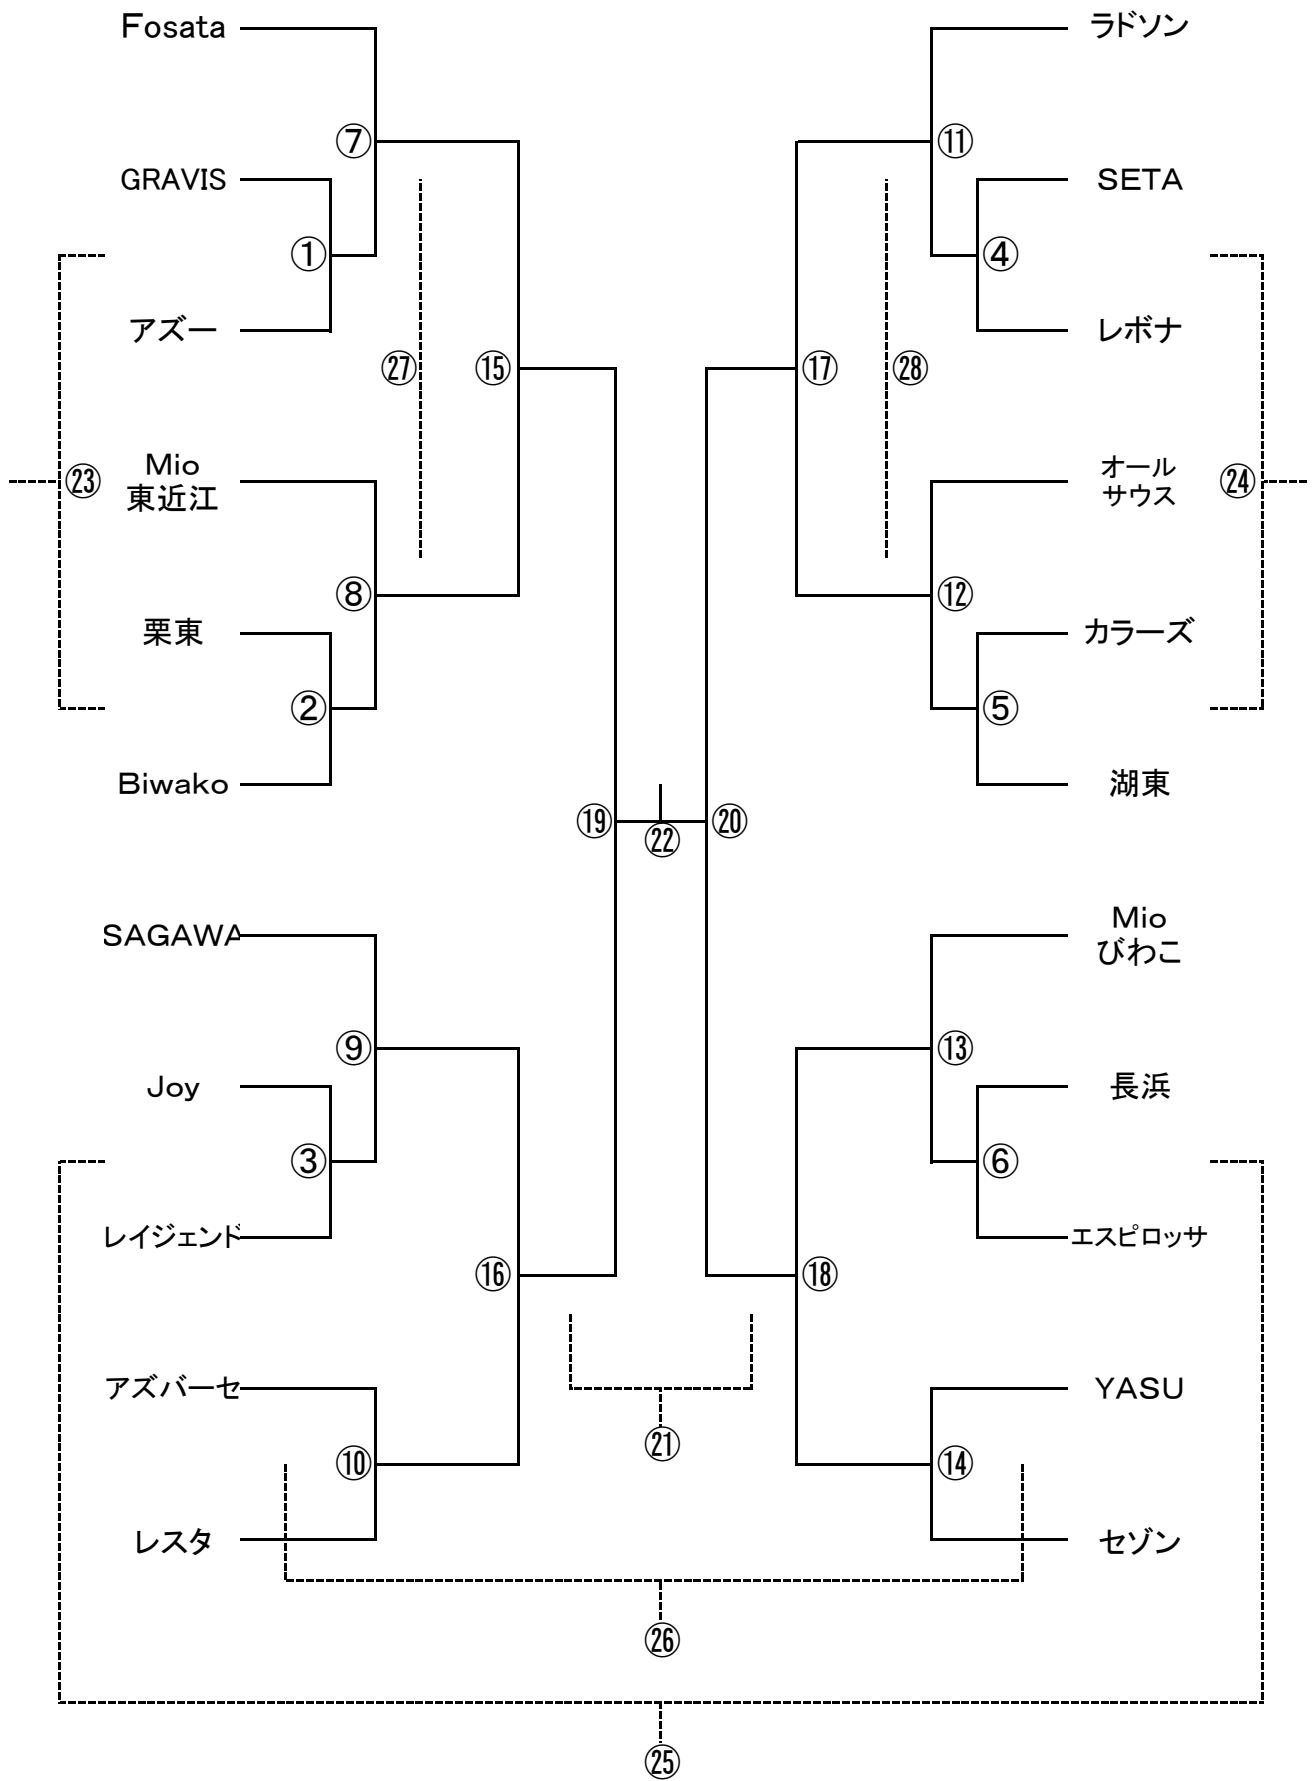 Fosata
ラドソン
⑦
⑪
GRAVIS
SETA
①
④
アズー
レボナ
㉗
⑮
⑰
㉘
Mio
東近江
オール
サウス
㉓
㉔
⑧
⑫
栗東
カラーズ
②
⑤
Biwako
湖東
⑲
㉒
⑳
SAGAWA
Mio
びわこ
⑨
⑬
Joy
長浜
③
⑥
レイジェンド
エスピロッサ
⑯
⑱
アズバーセ
YASU
㉑
⑩
⑭
レスタ
セゾン
㉖
㉕